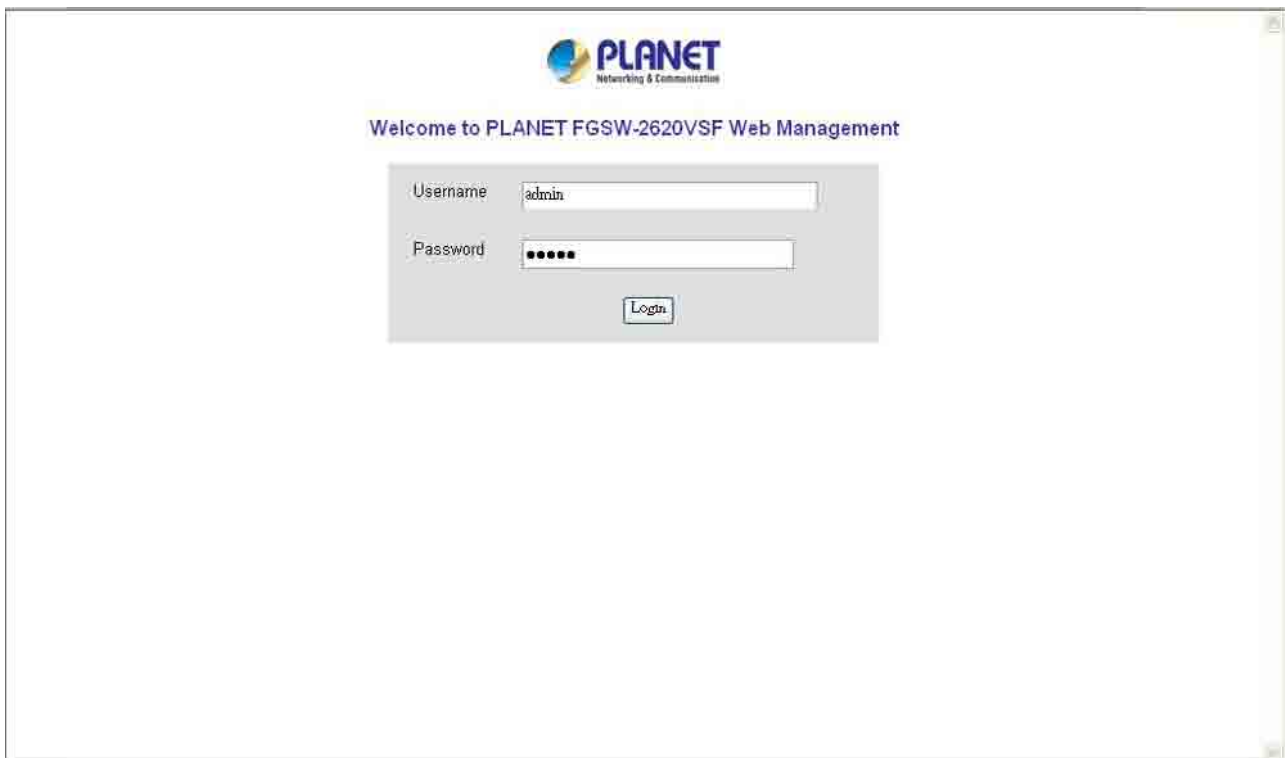 PLANET
Networking & Communication
Welcome to PLANET FGSW-2620VSF Web Management
Username admin
Password •••••
Login